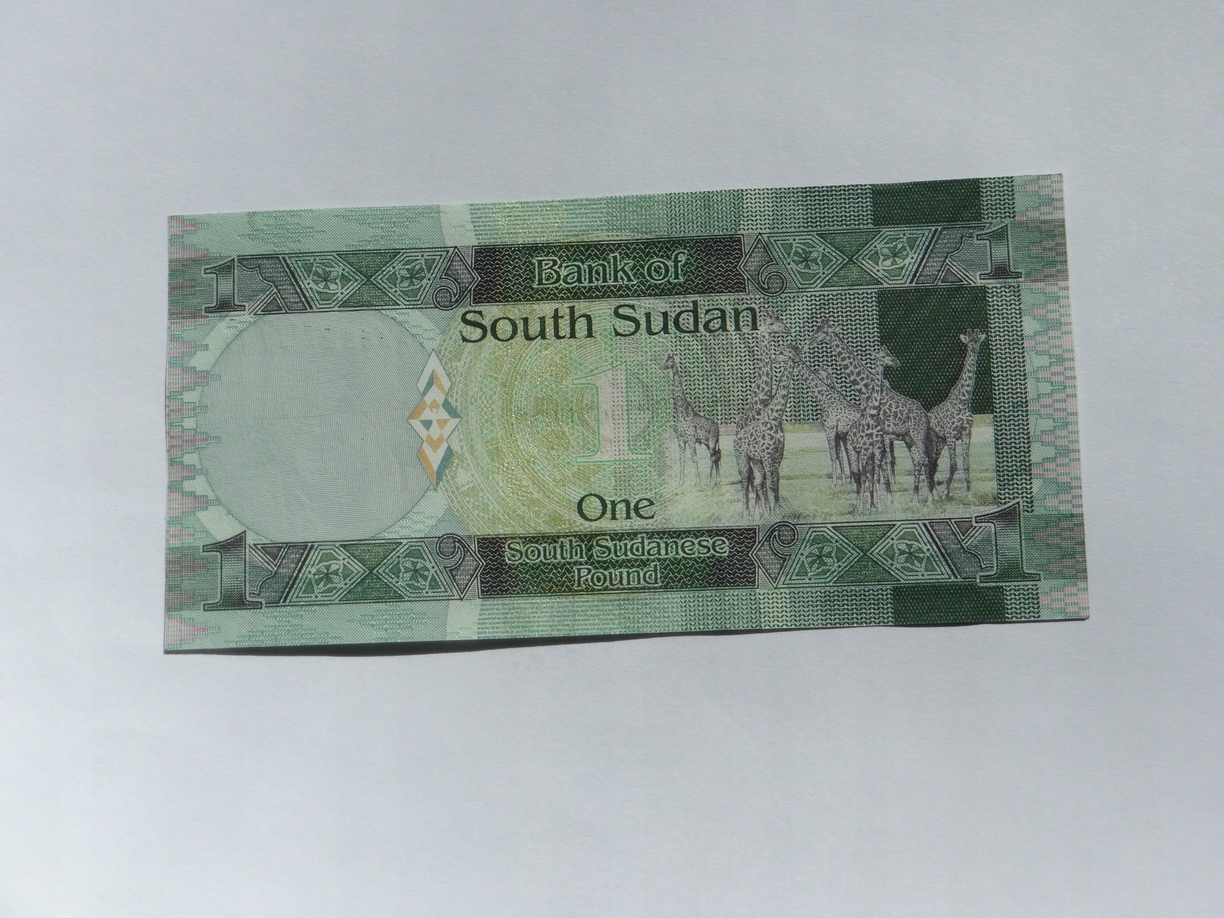 1 Bank of 1
South Sudan
1
One
1 South Sudanese 1
Pound